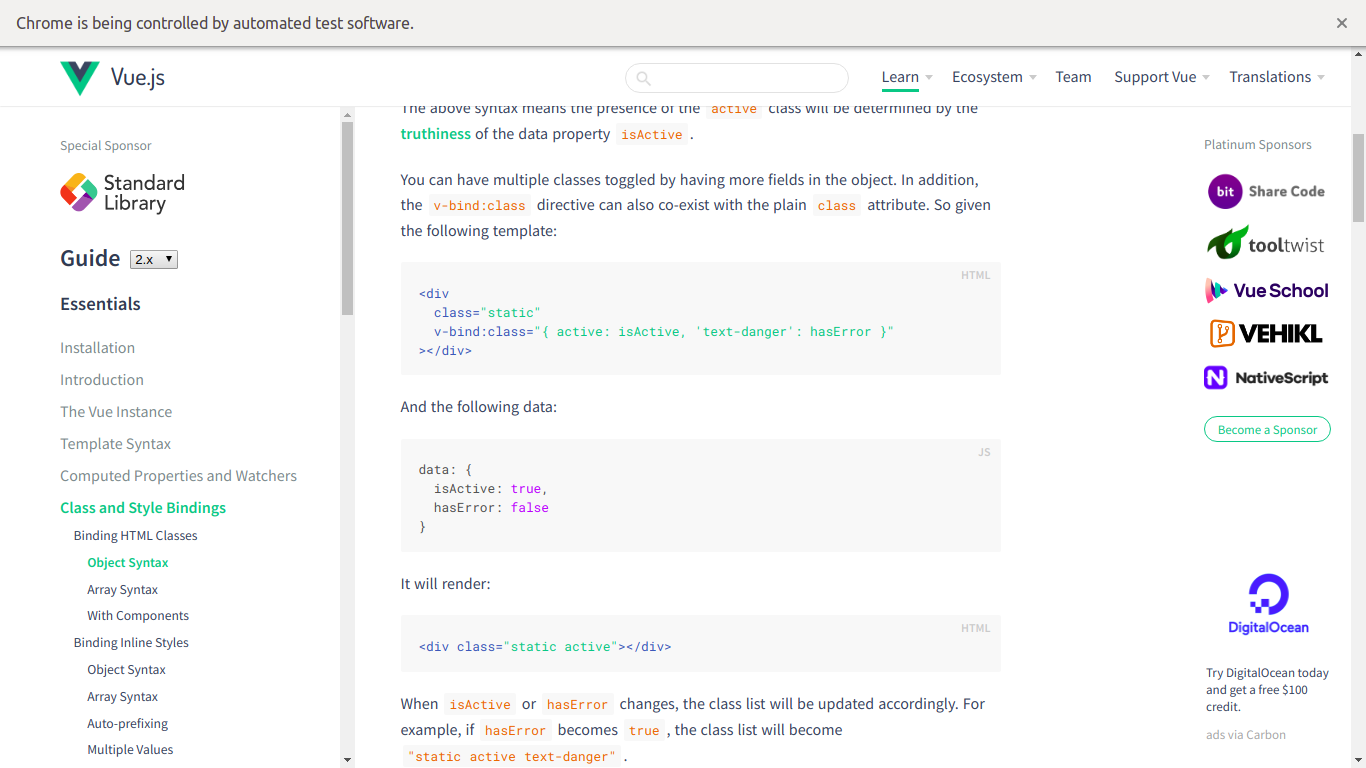 Chrome is being controlled by automated test software.
Vue.js
Learn
Ecosystem
Team
Support Vue
Translations
Special Sponsor
Standard
Library
Guide
2.x
Essentials
Installation
Introduction
The Vue Instance
Template Syntax
Computed Properties and Watchers
Class and Style Bindings
Binding HTML Classes
Object Syntax
Array Syntax
With Components
Binding Inline Styles
Object Syntax
Array Syntax
Auto-prefixing
Multiple Values
The above syntax means the presence of the active class will be determined by the
truthiness of the data property isActive .
You can have multiple classes toggled by having more fields in the object. In addition,
the v-bind:class directive can also co-exist with the plain class attribute. So given
the following template:
HTML
<div
class="static"
v-bind:class="{ active: isActive, 'text-danger': hasError }"
></div>
And the following data:
JS
data: {
isActive: true,
hasError: false
}
It will render:
HTML
<div class="static active"></div>
When isActive or hasError changes, the class list will be updated accordingly. For
example, if hasError becomes true , the class list will become
"static active text-danger" .
Platinum Sponsors
bit Share Code
tooltwist
Vue School
VEHIKL
NativeScript
Become a Sponsor
DigitalOcean
Try DigitalOcean today
and get a free $100
credit.
ads via Carbon